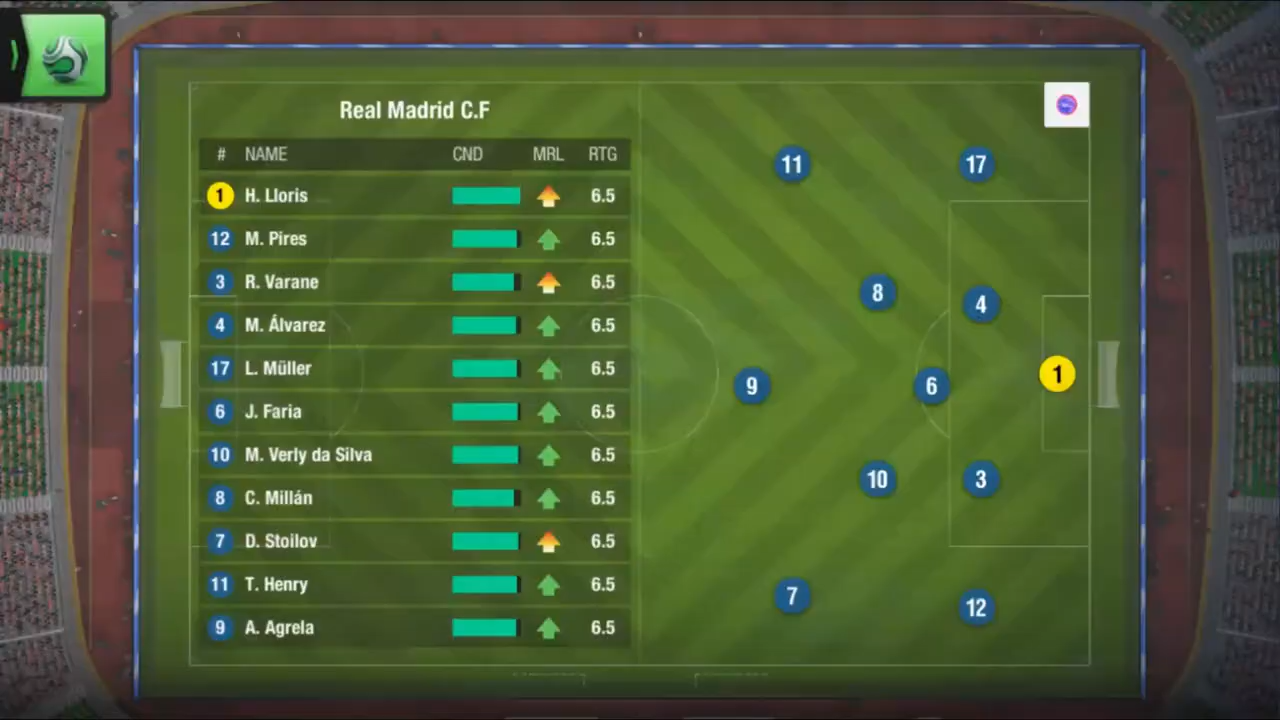 Real Madrid C.F
# NAME CND MRL RTG
1 H. Lloris 6.5
12 M. Pires 6.5
3 R. Varane 6.5
4 M. Álvarez 6.5
17 L. Müller 6.5
6 J. Faria 6.5
10 M. Verly da Silva 6.5
8 C. Millán 6.5
7 D. Stoilov 6.5
11 T. Henry 6.5
9 A. Agrela 6.5
11 17
8 4
9 6 1
10 3
7 12